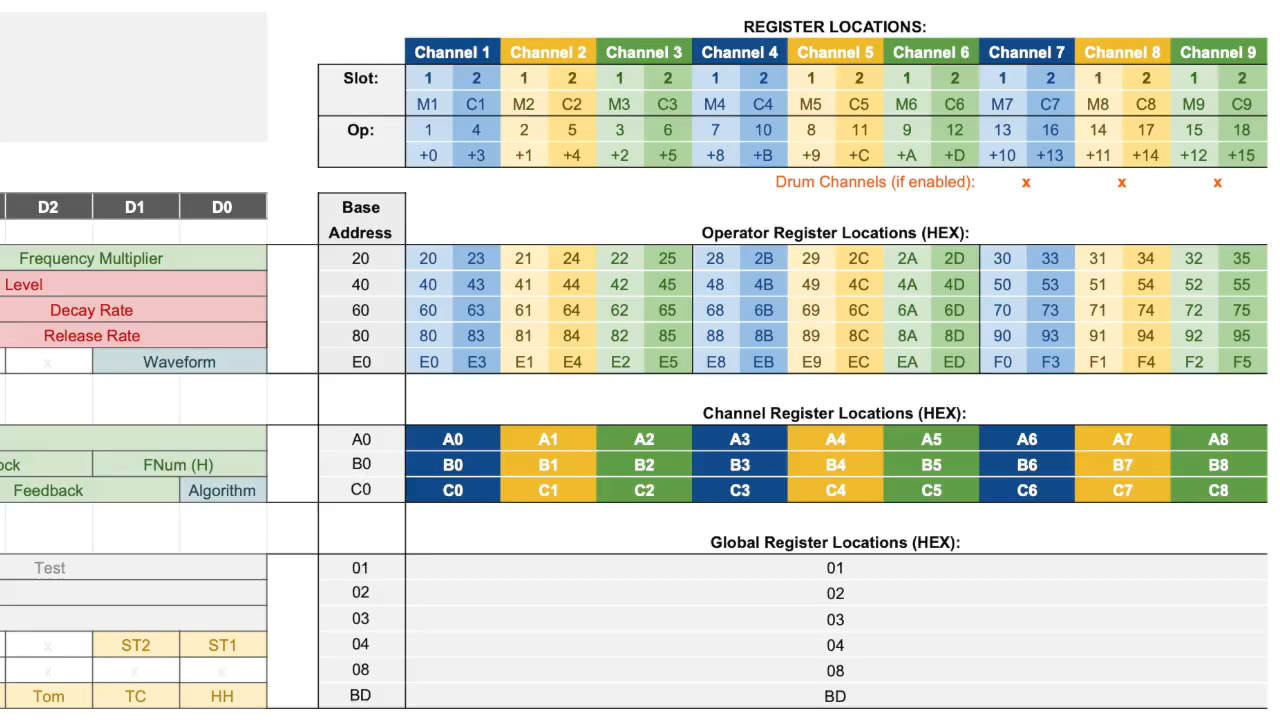 REGISTER LOCATIONS:
Channel 1 Channel 2 Channel 3 Channel 4 Channel 5 Channel 6 Channel 7 Channel 8 Channel 9
Slot: 1 2 1 2 1 2 1 2 1 2 1 2 1 2 1 2 1 2
M1 C1 M2 C2 M3 C3 M4 C4 M5 C5 M6 C6 M7 C7 M8 C8 M9 C9
Op: 1 4 2 5 3 6 7 10 8 11 9 12 13 16 14 17 15 18
+0 +3 +1 +4 +2 +5 +8 +B +9 +C +A +D +10 +13 +11 +14 +12 +15
Drum Channels (if enabled): x x x
D2 D1 D0 Base
Address Operator Register Locations (HEX):
Frequency Multiplier 20 20 23 21 24 22 25 28 2B 29 2C 2A 2D 30 33 31 34 32 35
Level 40 40 43 41 44 42 45 48 4B 49 4C 4A 4D 50 53 51 54 52 55
Decay Rate 60 60 63 61 64 62 65 68 6B 69 6C 6A 6D 70 73 71 74 72 75
Release Rate 80 80 83 81 84 82 85 88 8B 89 8C 8A 8D 90 93 91 94 92 95
x Waveform E0 E0 E3 E1 E4 E2 E5 E8 EB E9 EC EA ED F0 F3 F1 F4 F2 F5
Channel Register Locations (HEX):
A0 A0 A1 A2 A3 A4 A5 A6 A7 A8
ock FNum (H) B0 B0 B1 B2 B3 B4 B5 B6 B7 B8
Feedback Algorithm C0 C0 C1 C2 C3 C4 C5 C6 C7 C8
Global Register Locations (HEX):
Test 01 01
02 02
03 03
x ST2 ST1 04 04
x x x 08 08
Tom TC HH BD BD